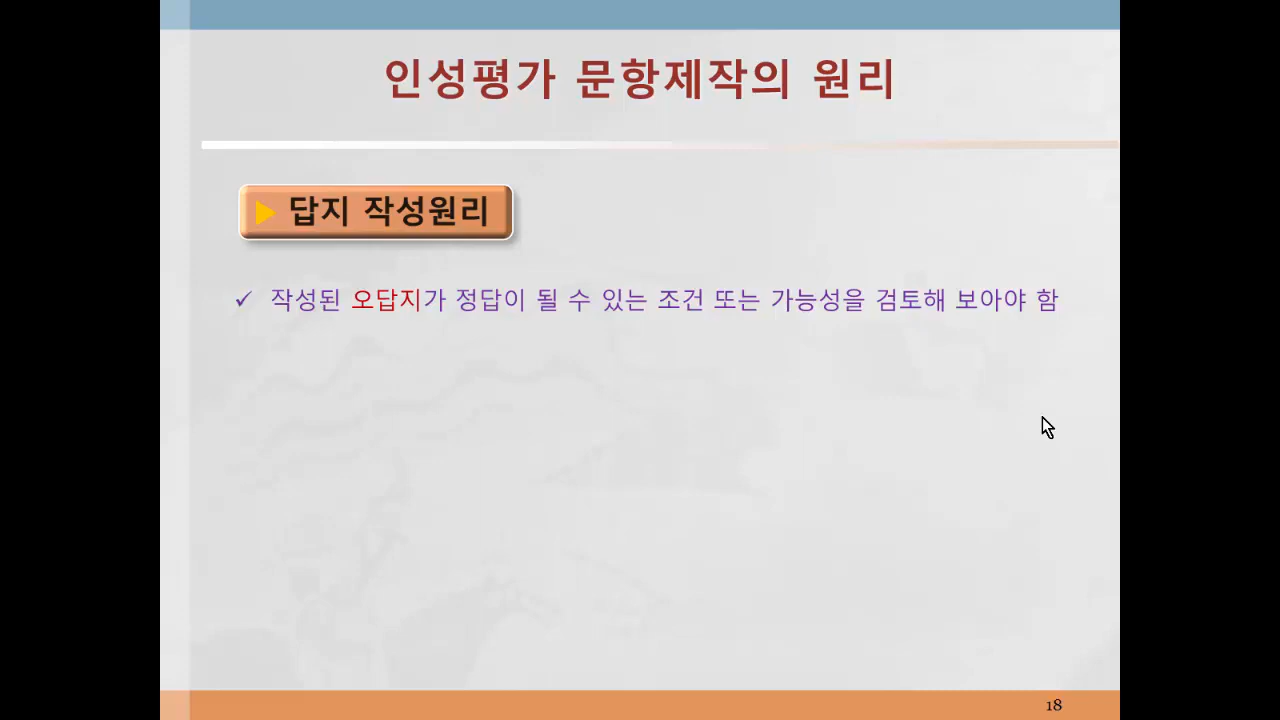 인성평가 문항제작의 원리
답지 작성원리
✓ 작성된 오답지가 정답이 될 수 있는 조건 또는 가능성을 검토해 보아야 함
18